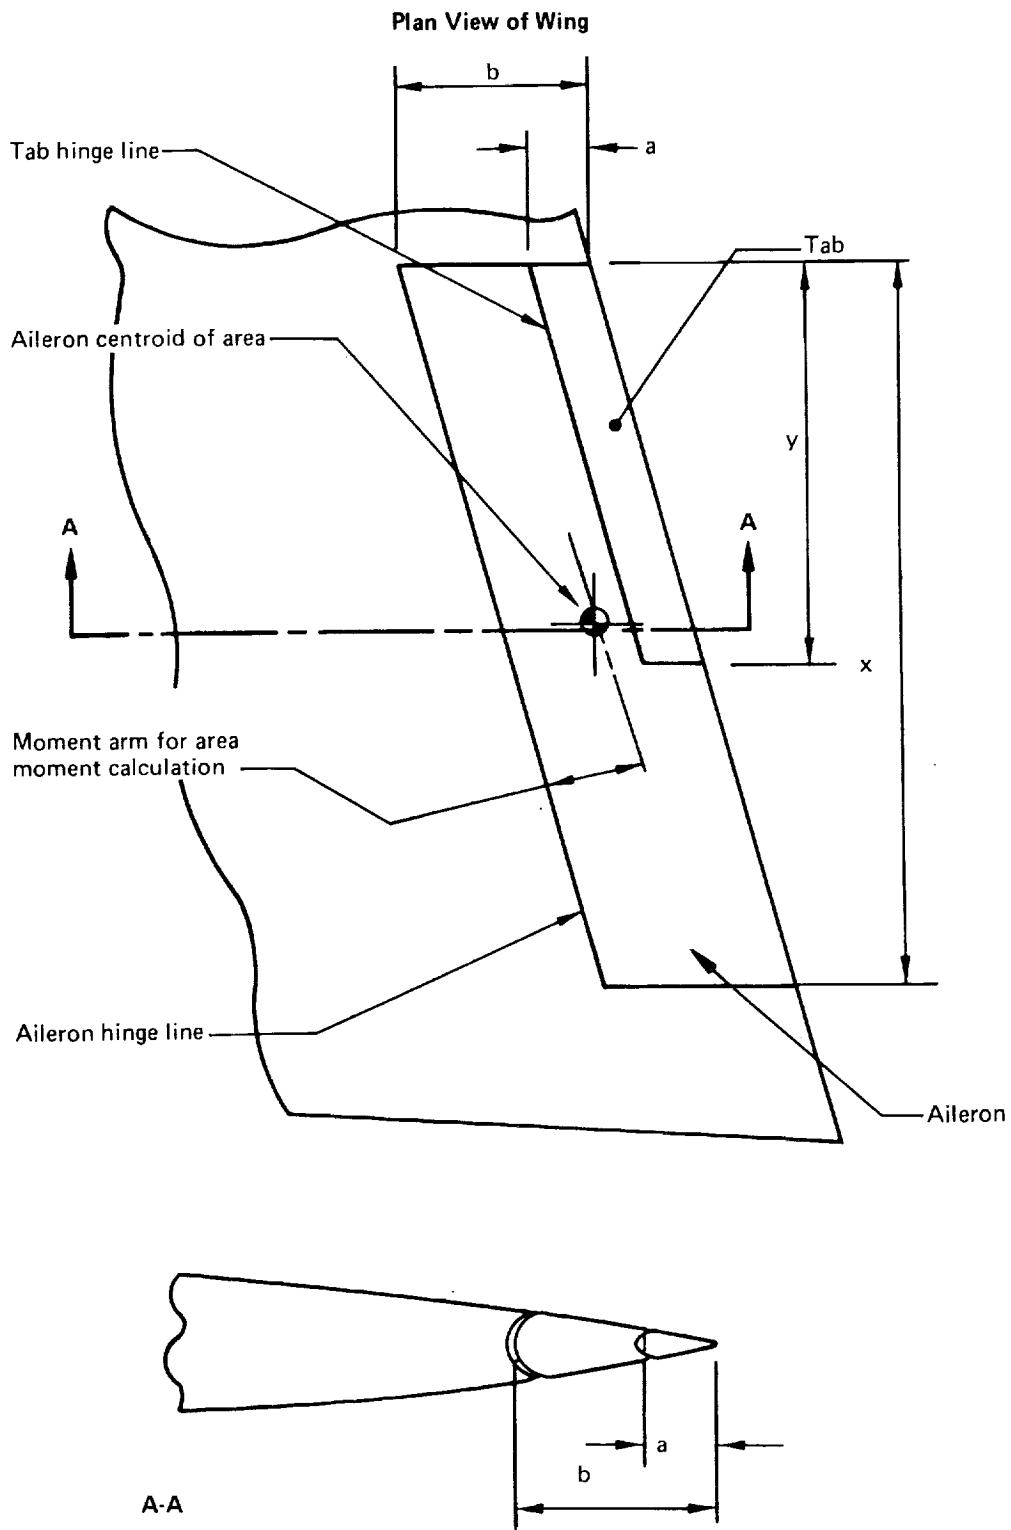 Plan View of Wing
b
a
Tab hinge line
Tab
Aileron centroid of area
y
A
A
x
Moment arm for area
moment calculation
Aileron hinge line
Aileron
a
b
A-A